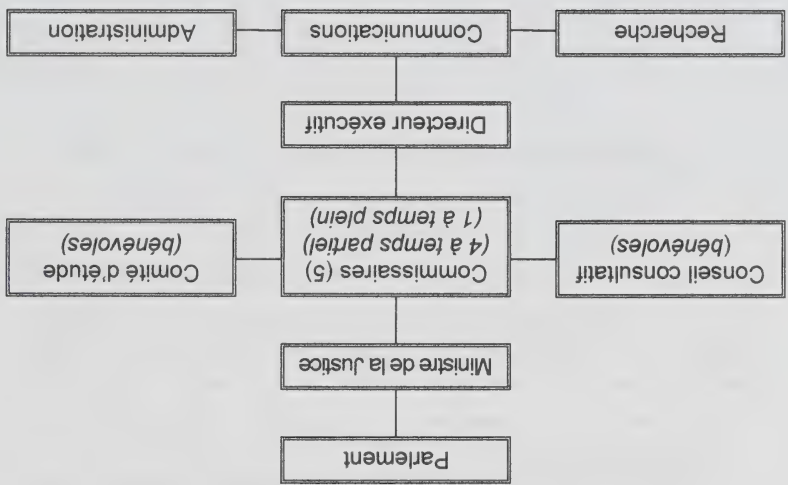 Parlement
Ministre de la Justice
Conseil consultatif
(bénévoles)
Commissaires (5)
(4 à temps partiel)
(1 à temps plein)
Comité d'étude
(bénévoles)
Directeur exécutif
Recherche
Communications
Administration